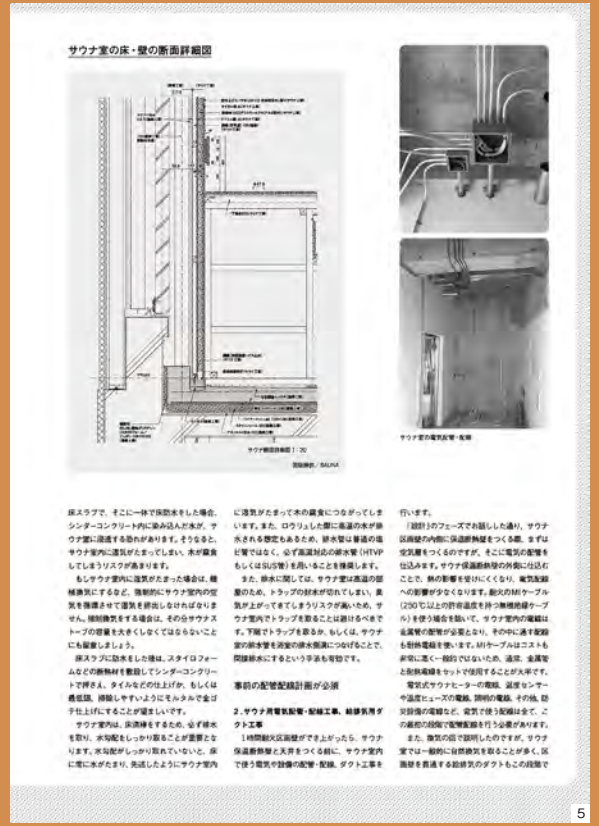 サウナ室の床・壁の断面詳細図
サウナ断面詳細図 1：20
図版提供／BAUNA
サウナ室の電気配管・配線
床スラブで、そこに一体で床防水をした場合、
シンダーコンクリート内に染み込んだ水が、サ
ウナ室に浸透する恐れがあります。そうなると、
サウナ室内に湿気がたまってしまい、木が腐食
してしまうリスクが高まります。
もしサウナ室内に湿気がたまった場合は、機
械換気にするなど、強制的にサウナ室内の空
気を循環させて湿気を排出しなければなりませ
ん。強制換気をする場合は、その分サウナス
トーブの容量を大きくしなくてはならないこと
にも留意しましょう。
床スラブに防水をした後は、スタイロフォー
ムなどの断熱材を敷設してシンダーコンクリー
トで押さえ、タイルなどの仕上げか、もしくは
最低限、掃除しやすいようにモルタルで金ゴ
テ仕上げにすることが望ましいです。
サウナ室内は、床清掃をするため、必ず排水
を取り、水勾配をしっかり取ることが重要とな
ります。水勾配がしっかり取れていないと、床
に常に水がたまり、先述したようにサウナ室内
に湿気がたまって木の腐食につながってしま
います。また、ロウリュした際に高温の水が排
水される想定もあるため、排水管は普通の塩
ビ管ではなく、必ず高温対応の排水管（HTVP
もしくはSUS管）を用いることを推奨します。
また、排水に関しては、サウナ室は高温の部
屋のため、トラップの封水が切れてしまい、臭
気が上がってきてしまうリスクが高いため、サ
ウナ室内でトラップを取ることは避けるべきで
す。下階でトラップを取るか、もしくは、サウナ
室の排水管を浴室の排水側溝につなげることで、
間接排水にするという手法も有効です。
事前の配管配線計画が必須
2．サウナ用電気配管・配線工事、給排気用ダ
クト工事
1時間耐火区画壁ができ上がったら、サウナ
保温断熱壁と天井をつくる前に、サウナ室内
で使う電気や設備の配管・配線、ダクト工事を
行います。
「設計」のフェーズでお話しした通り、サウナ
区画壁の内側に保温断熱壁をつくる際、まずは
空気層をつくるのですが、そこに電気の配管を
仕込みます。サウナ保温断熱壁の外側に仕込む
ことで、熱の影響を受けにくくなり、電気配線
への影響が少なくなります。耐火のMIケーブル
（250℃以上の許容温度を持つ無機絶縁ケーブ
ル）を使う場合を除いて、サウナ室内の電線は
金属管の配管が必要となり、その中に通す配線
も耐熱電線を使います。MIケーブルはコストも
非常に高く一般的ではないため、通常、金属管
と耐熱電線をセットで使用することが大半です。
電気式サウナヒーターの電線、温度センサー
や温度ヒューズの電線、照明の電線、その他、防
災設備の電線など、電気で使う配線は全て、こ
の最初の段階で配管配線を行う必要があります。
また、換気の図で説明したのですが、サウナ
室では一般的に自然換気を取ることが多く、区
画壁を貫通する給排気のダクトもこの段階で
5